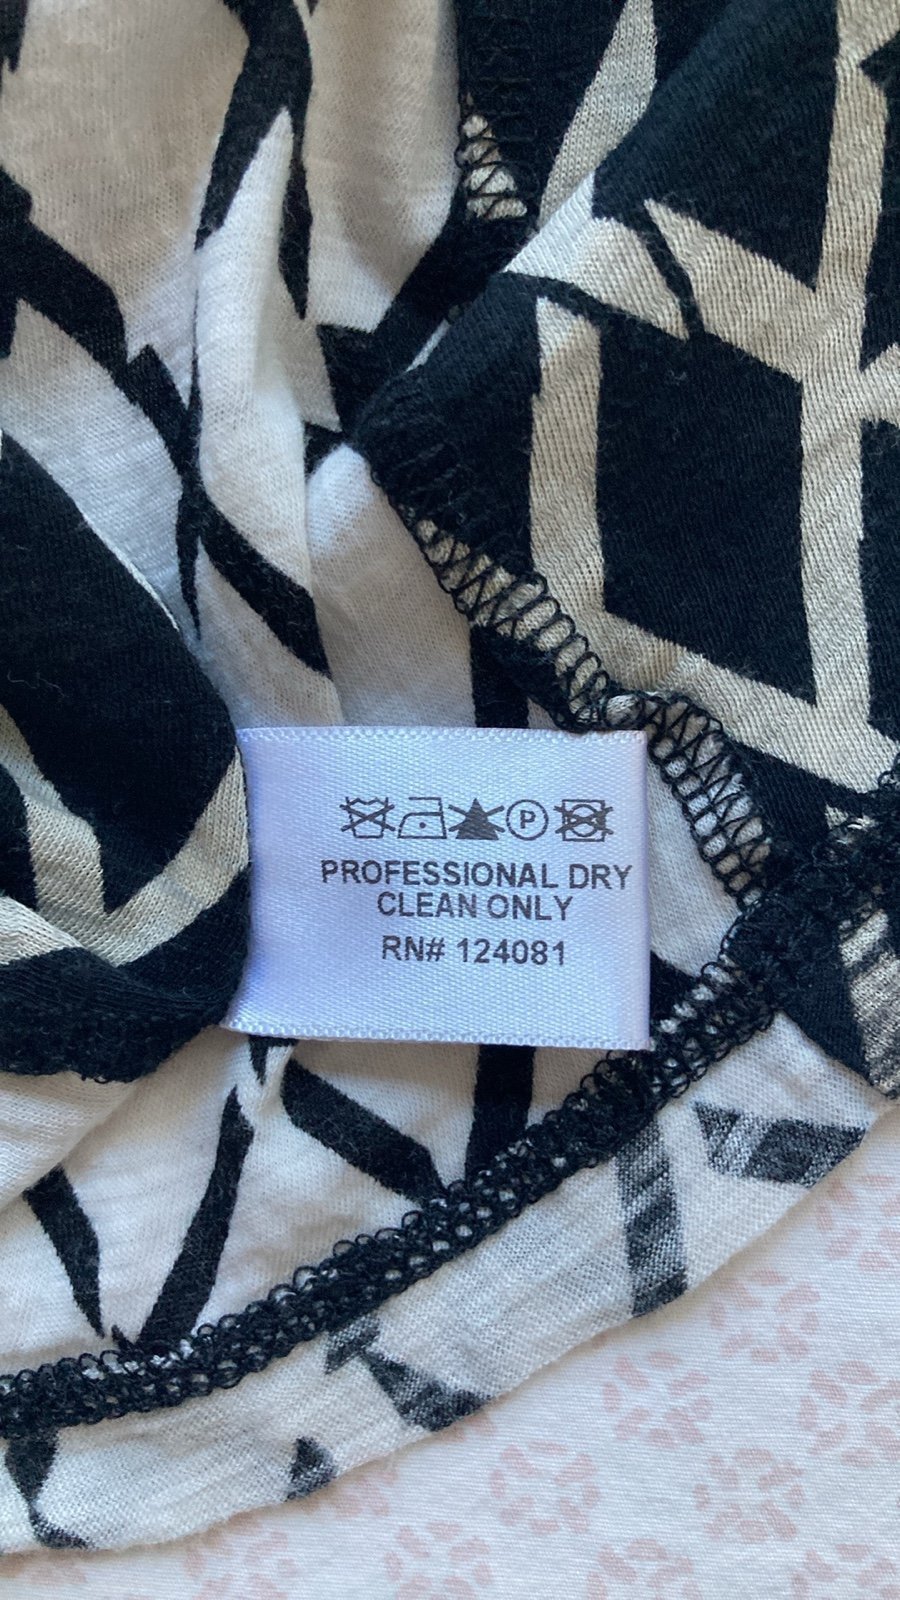 P
PROFESSIONAL DRY
CLEAN ONLY
RN# 124081